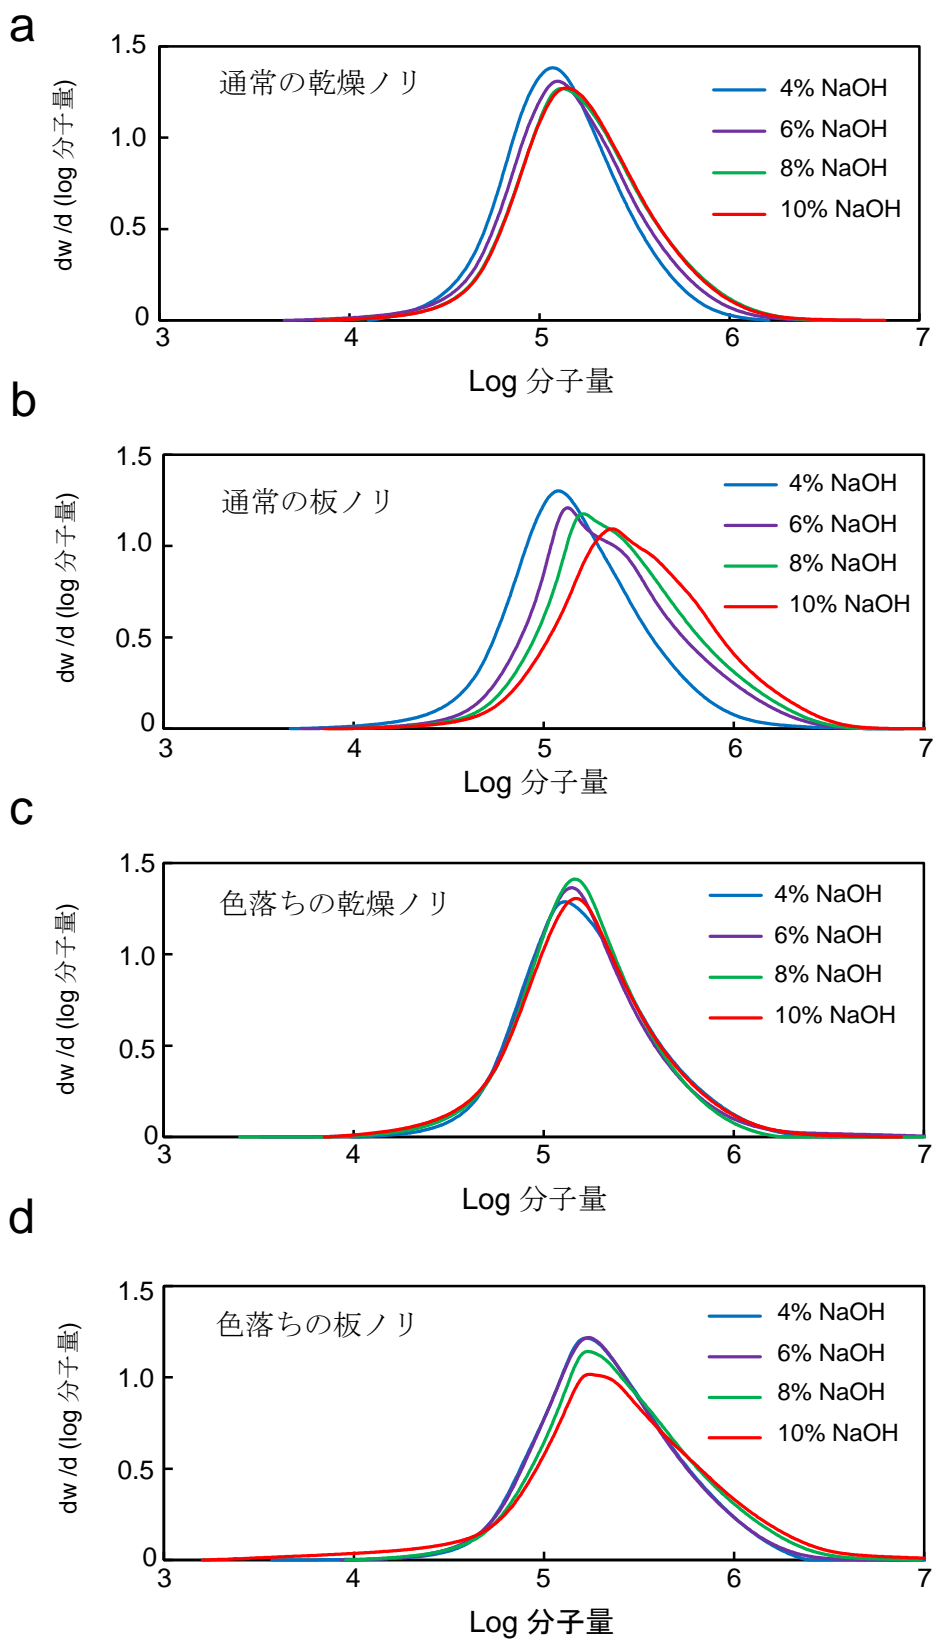 a
1.5
1.0
0.5
0
dw /d (log 分子量)
通常の乾燥ノリ
4% NaOH
6% NaOH
8% NaOH
10% NaOH
3 4 5 6 7
Log 分子量
b
1.5
1.0
0.5
0
dw /d (log 分子量)
通常の板ノリ
4% NaOH
6% NaOH
8% NaOH
10% NaOH
3 4 5 6 7
Log 分子量
c
1.5
1.0
0.5
0
dw /d (log 分子量)
色落ちの乾燥ノリ
4% NaOH
6% NaOH
8% NaOH
10% NaOH
3 4 5 6 7
Log 分子量
d
1.5
1.0
0.5
0
dw /d (log 分子量)
色落ちの板ノリ
4% NaOH
6% NaOH
8% NaOH
10% NaOH
3 4 5 6 7
Log 分子量